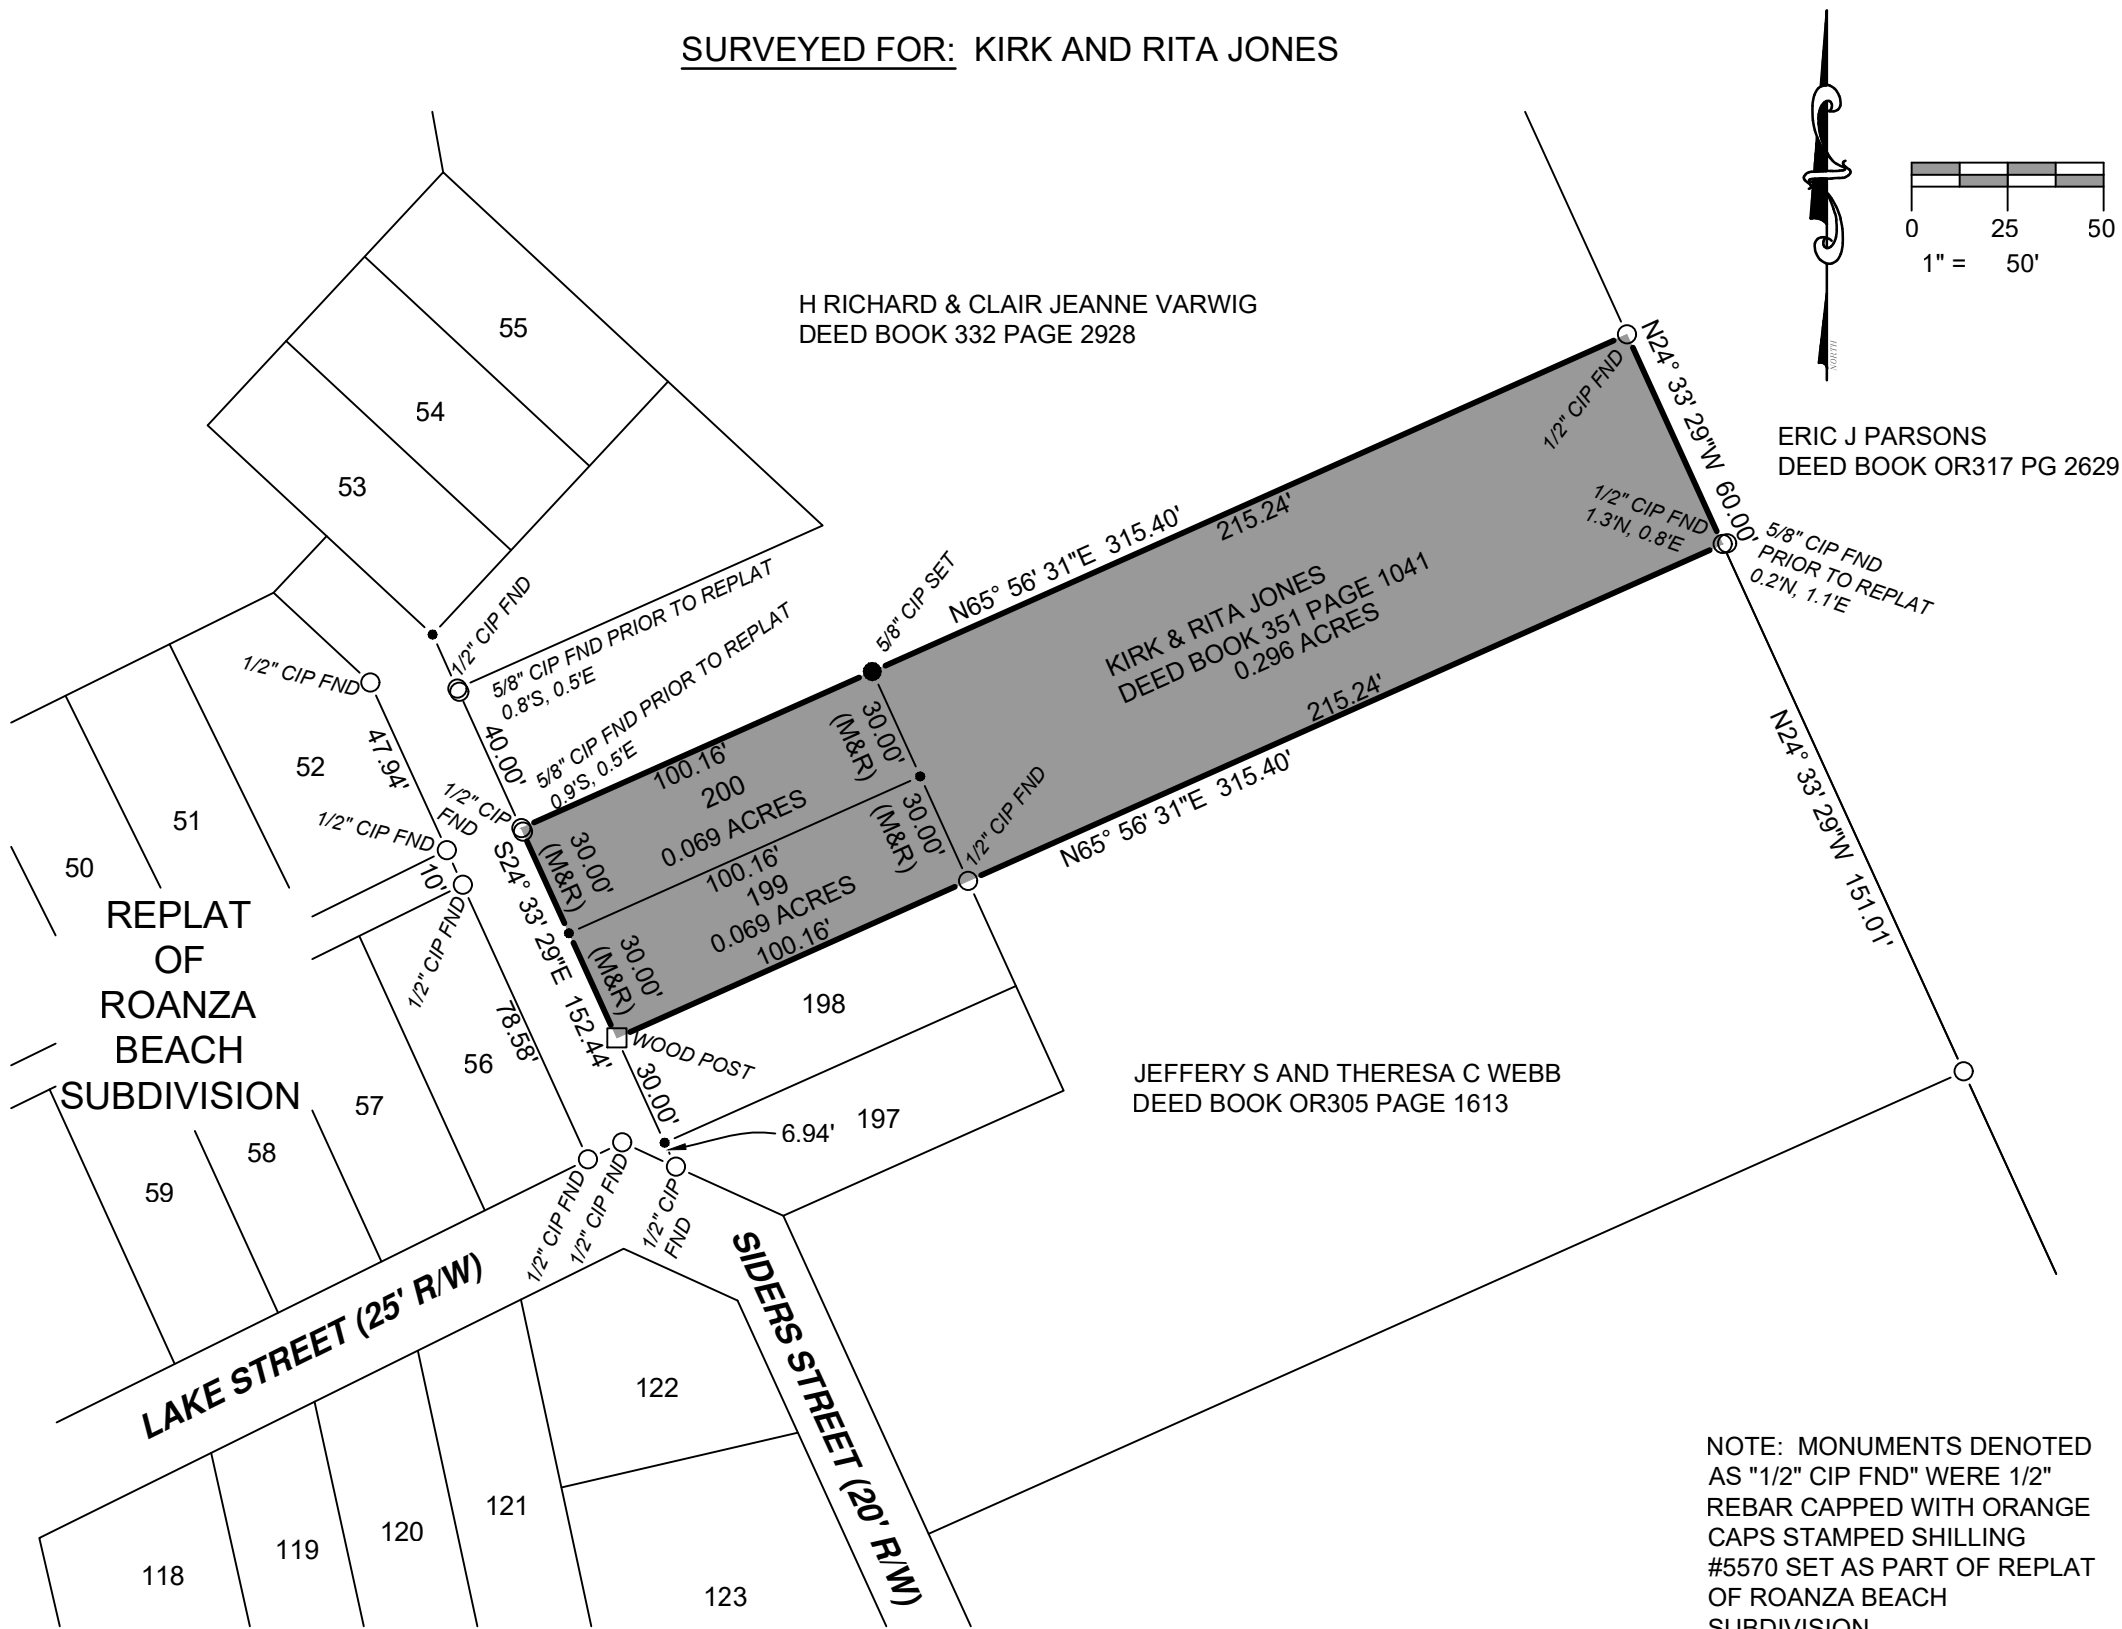 SURVEYED FOR: KIRK AND RITA JONES
NORTH
0 25 50
1" = 50'
H RICHARD & CLAIR JEANNE VARWIG
DEED BOOK 332 PAGE 2928
55
54
53
N24° 33' 29"W 60.00'
1/2" CIP FND
ERIC J PARSONS
DEED BOOK OR317 PG 2629
1/2" CIP FND
1.3'N, 0.8'E
5/8" CIP FND
PRIOR TO REPLAT
0.2'N, 1.1'E
N65° 56' 31"E 315.40'
215.24'
KIRK & RITA JONES
DEED BOOK 351 PAGE 1041
0.296 ACRES
215.24'
N65° 56' 31"E 315.40'
5/8" CIP SET
1/2" CIP FND
5/8" CIP FND PRIOR TO REPLAT
0.8'S, 0.5'E
5/8" CIP FND PRIOR TO REPLAT
0.9'S, 0.5'E
1/2" CIP FND
40.00'
47.94'
52
51
50
1/2" CIP
FND
1/2" CIP FND
10'
1/2" CIP FND
100.16'
200
0.069 ACRES
30.00'
(M&R)
30.00'
(M&R)
100.16'
199
0.069 ACRES
100.16'
30.00'
(M&R)
30.00'
(M&R)
1/2" CIP FND
S24° 33' 29"E 152.44'
N24° 33' 29"W 151.01'
REPLAT
OF
ROANZA
BEACH
SUBDIVISION
78.58'
56
57
58
59
WOOD POST
30.00'
198
6.94'
197
JEFFERY S AND THERESA C WEBB
DEED BOOK OR305 PAGE 1613
1/2" CIP FND
1/2" CIP FND
1/2" CIP
FND
LAKE STREET (25' R/W)
SIDERS STREET (20' R/W)
122
121
120
119
118
123
NOTE: MONUMENTS DENOTED
AS "1/2" CIP FND" WERE 1/2"
REBAR CAPPED WITH ORANGE
CAPS STAMPED SHILLING
#5570 SET AS PART OF REPLAT
OF ROANZA BEACH
SUBDIVISION